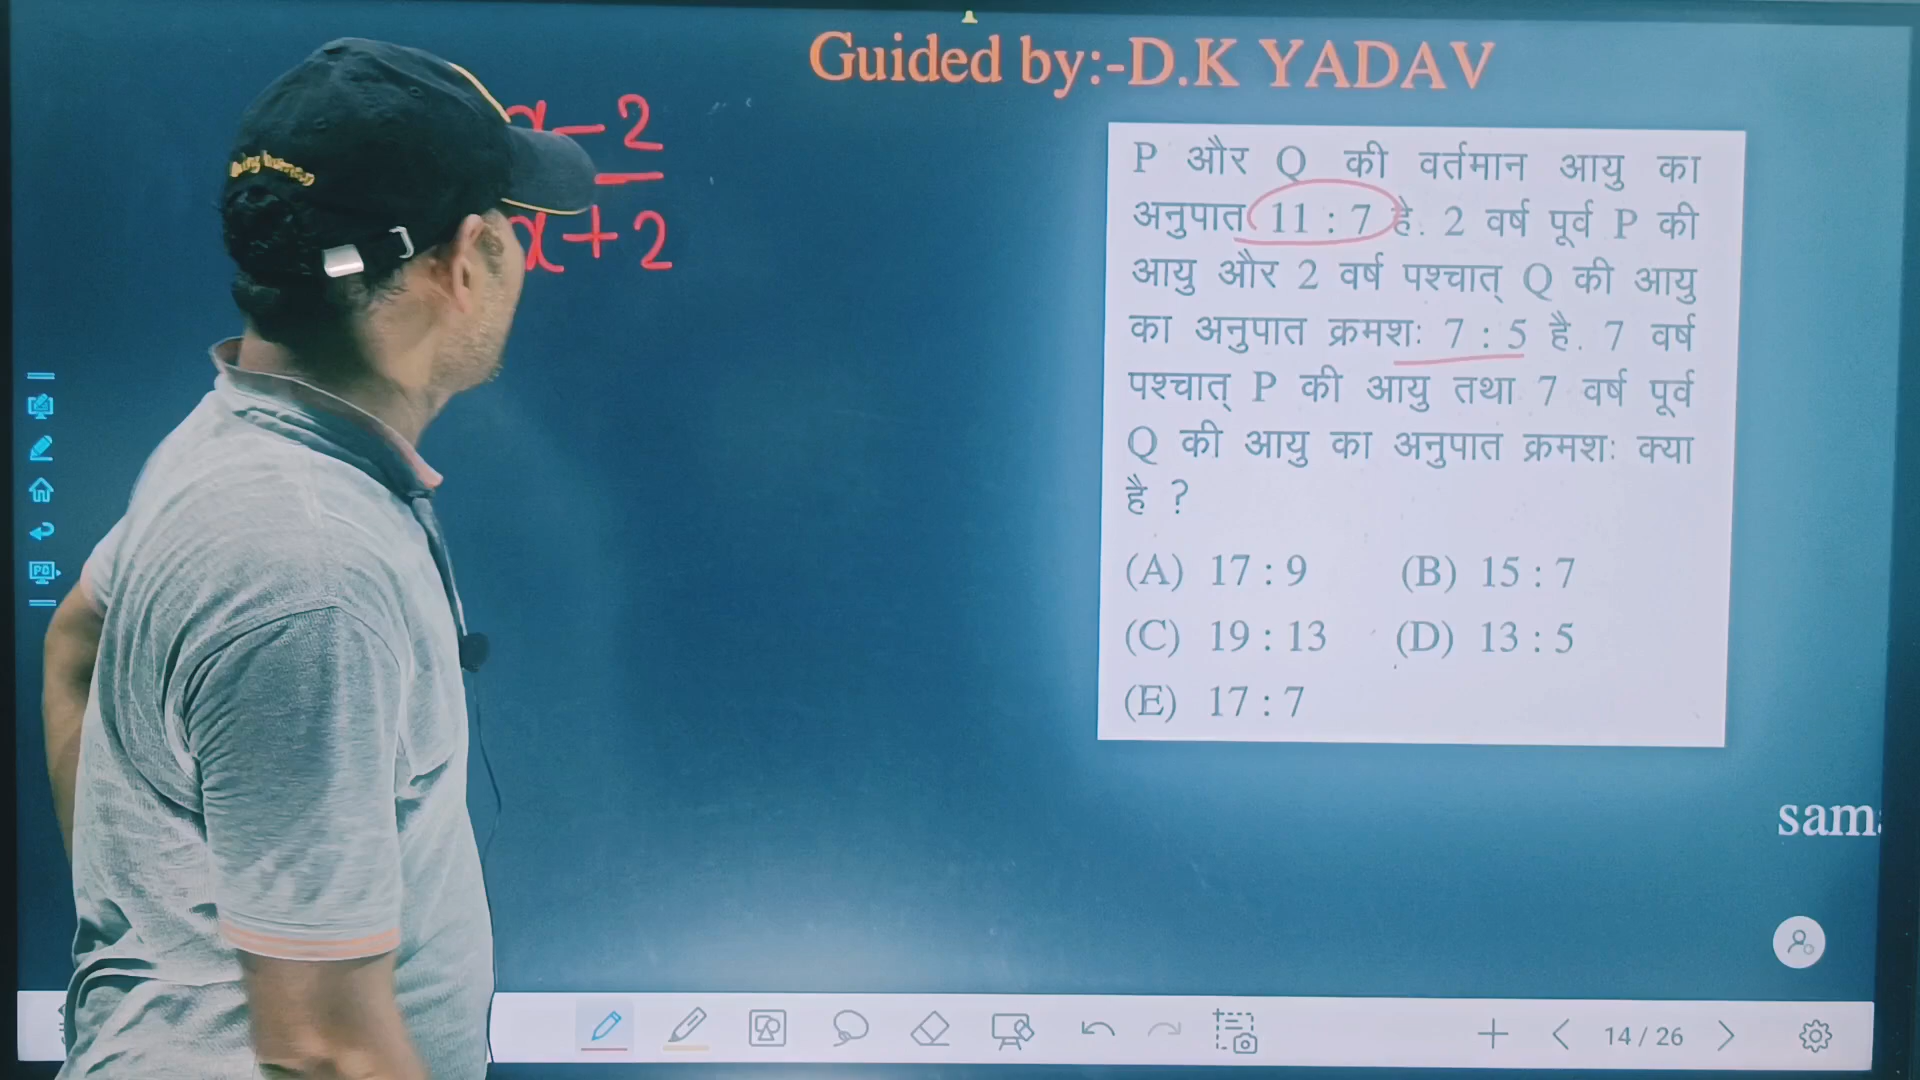 Guided by:-D.K YADAV
x-2
x+2
P और Q की वर्तमान आयु का
अनुपात 11 : 7 है. 2 वर्ष पूर्व P की
आयु और 2 वर्ष पश्चात् Q की आयु
का अनुपात क्रमशः 7 : 5 है. 7 वर्ष
पश्चात् P की आयु तथा 7 वर्ष पूर्व
Q की आयु का अनुपात क्रमशः क्या
है ?
(A) 17 : 9 (B) 15 : 7
(C) 19 : 13 (D) 13 : 5
(E) 17 : 7
14 / 26